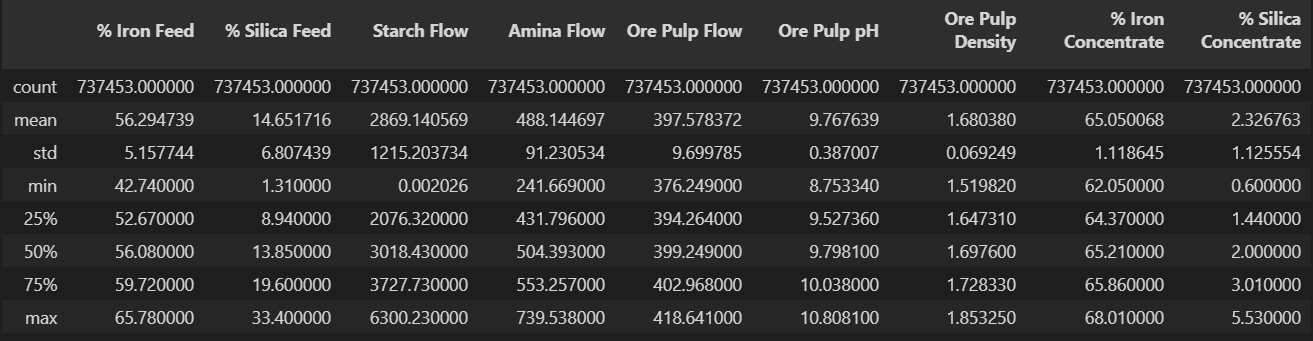 % Iron Feed % Silica Feed Starch Flow Amina Flow Ore Pulp Flow Ore Pulp pH Ore Pulp Density % Iron Concentrate % Silica Concentrate
count 737453.000000 737453.000000 737453.000000 737453.000000 737453.000000 737453.000000 737453.000000 737453.000000 737453.000000
mean 56.294739 14.651716 2869.140569 488.144697 397.578372 9.767639 1.680380 65.050068 2.326763
std 5.157744 6.807439 1215.203734 91.230534 9.699785 0.387007 0.069249 1.118645 1.125554
min 42.740000 1.310000 0.002026 241.669000 376.249000 8.753340 1.519820 62.050000 0.600000
25% 52.670000 8.940000 2076.320000 431.796000 394.264000 9.527360 1.647310 64.370000 1.440000
50% 56.080000 13.850000 3018.430000 504.393000 399.249000 9.798100 1.697600 65.210000 2.000000
75% 59.720000 19.600000 3727.730000 553.257000 402.968000 10.038000 1.728330 65.860000 3.010000
max 65.780000 33.400000 6300.230000 739.538000 418.641000 10.808100 1.853250 68.010000 5.530000